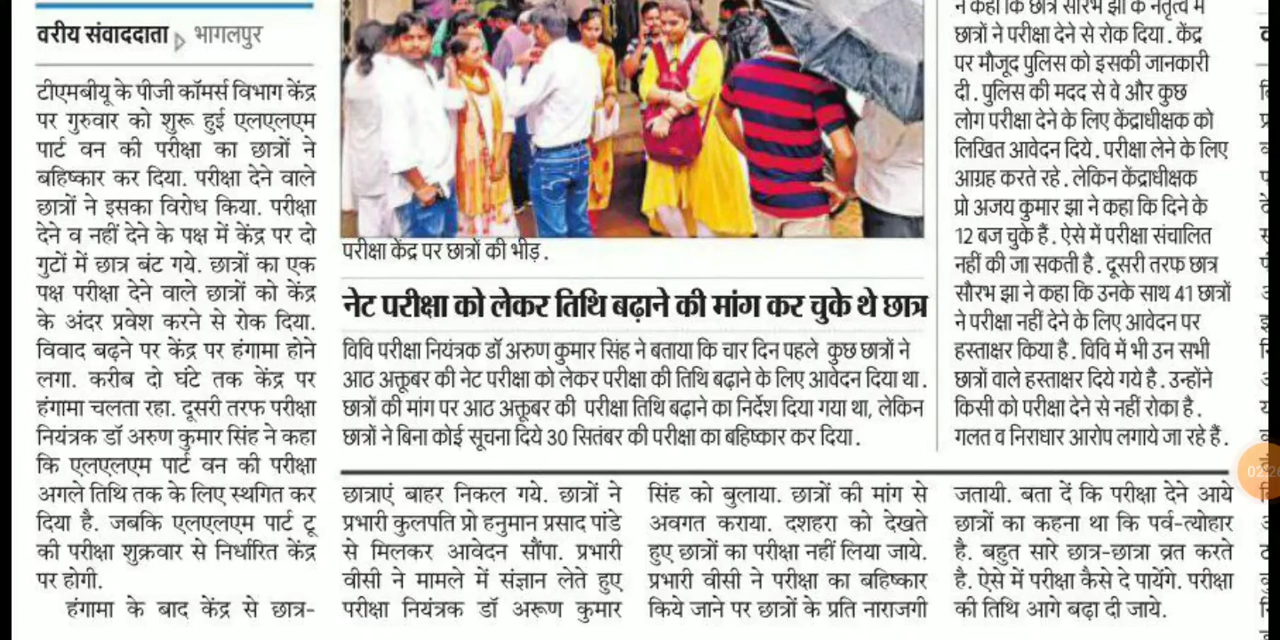 वरीय संवाददाता ▷ भागलपुर
टीएमबीयू के पीजी कॉमर्स विभाग केंद्र
पर गुरुवार को शुरू हुई एलएलएम
पार्ट वन की परीक्षा का छात्रों ने
बहिष्कार कर दिया. परीक्षा देने वाले
छात्रों ने इसका विरोध किया. परीक्षा
देने व नहीं देने के पक्ष में केंद्र पर दो
गुटों में छात्र बंट गये. छात्रों का एक
पक्ष परीक्षा देने वाले छात्रों को केंद्र
के अंदर प्रवेश करने से रोक दिया.
विवाद बढ़ने पर केंद्र पर हंगामा होने
लगा. करीब दो घंटे तक केंद्र पर
हंगामा चलता रहा. दूसरी तरफ परीक्षा
नियंत्रक डॉ अरुण कुमार सिंह ने कहा
कि एलएलएम पार्ट वन की परीक्षा
अगले तिथि तक के लिए स्थगित कर
दिया है. जबकि एलएलएम पार्ट टू
की परीक्षा शुक्रवार से निर्धारित केंद्र
पर होगी.
हंगामा के बाद केंद्र से छात्र-
परीक्षा केंद्र पर छात्रों की भीड़.
नेट परीक्षा को लेकर तिथि बढ़ाने की मांग कर चुके थे छात्र
विवि परीक्षा नियंत्रक डॉ अरुण कुमार सिंह ने बताया कि चार दिन पहले कुछ छात्रों ने
आठ अक्तूबर की नेट परीक्षा को लेकर परीक्षा की तिथि बढ़ाने के लिए आवेदन दिया था.
छात्रों की मांग पर आठ अक्तूबर की परीक्षा तिथि बढ़ाने का निर्देश दिया गया था, लेकिन
छात्रों ने बिना कोई सूचना दिये 30 सितंबर की परीक्षा का बहिष्कार कर दिया.
ने कहा कि छात्र सौरभ झा के नेतृत्व में
छात्रों ने परीक्षा देने से रोक दिया. केंद्र
पर मौजूद पुलिस को इसकी जानकारी
दी. पुलिस की मदद से वे और कुछ
लोग परीक्षा देने के लिए केंद्राधीक्षक को
लिखित आवेदन दिये. परीक्षा लेने के लिए
आग्रह करते रहे. लेकिन केंद्राधीक्षक
प्रो अजय कुमार झा ने कहा कि दिन के
12 बज चुके हैं. ऐसे में परीक्षा संचालित
नहीं की जा सकती है. दूसरी तरफ छात्र
सौरभ झा ने कहा कि उनके साथ 41 छात्रों
ने परीक्षा नहीं देने के लिए आवेदन पर
हस्ताक्षर किया है. विवि में भी उन सभी
छात्रों वाले हस्ताक्षर दिये गये है. उन्होंने
किसी को परीक्षा देने से नहीं रोका है.
गलत व निराधार आरोप लगाये जा रहे हैं.
छात्राएं बाहर निकल गये. छात्रों ने
प्रभारी कुलपति प्रो हनुमान प्रसाद पांडे
से मिलकर आवेदन सौंपा. प्रभारी
वीसी ने मामले में संज्ञान लेते हुए
परीक्षा नियंत्रक डॉ अरूण कुमार
सिंह को बुलाया. छात्रों की मांग से
अवगत कराया. दशहरा को देखते
हुए छात्रों का परीक्षा नहीं लिया जाये.
प्रभारी वीसी ने परीक्षा का बहिष्कार
किये जाने पर छात्रों के प्रति नाराजगी
जतायी. बता दें कि परीक्षा देने आये
छात्रों का कहना था कि पर्व-त्योहार
है. बहुत सारे छात्र-छात्रा व्रत करते
है. ऐसे में परीक्षा कैसे दे पायेंगे. परीक्षा
की तिथि आगे बढ़ा दी जाये.